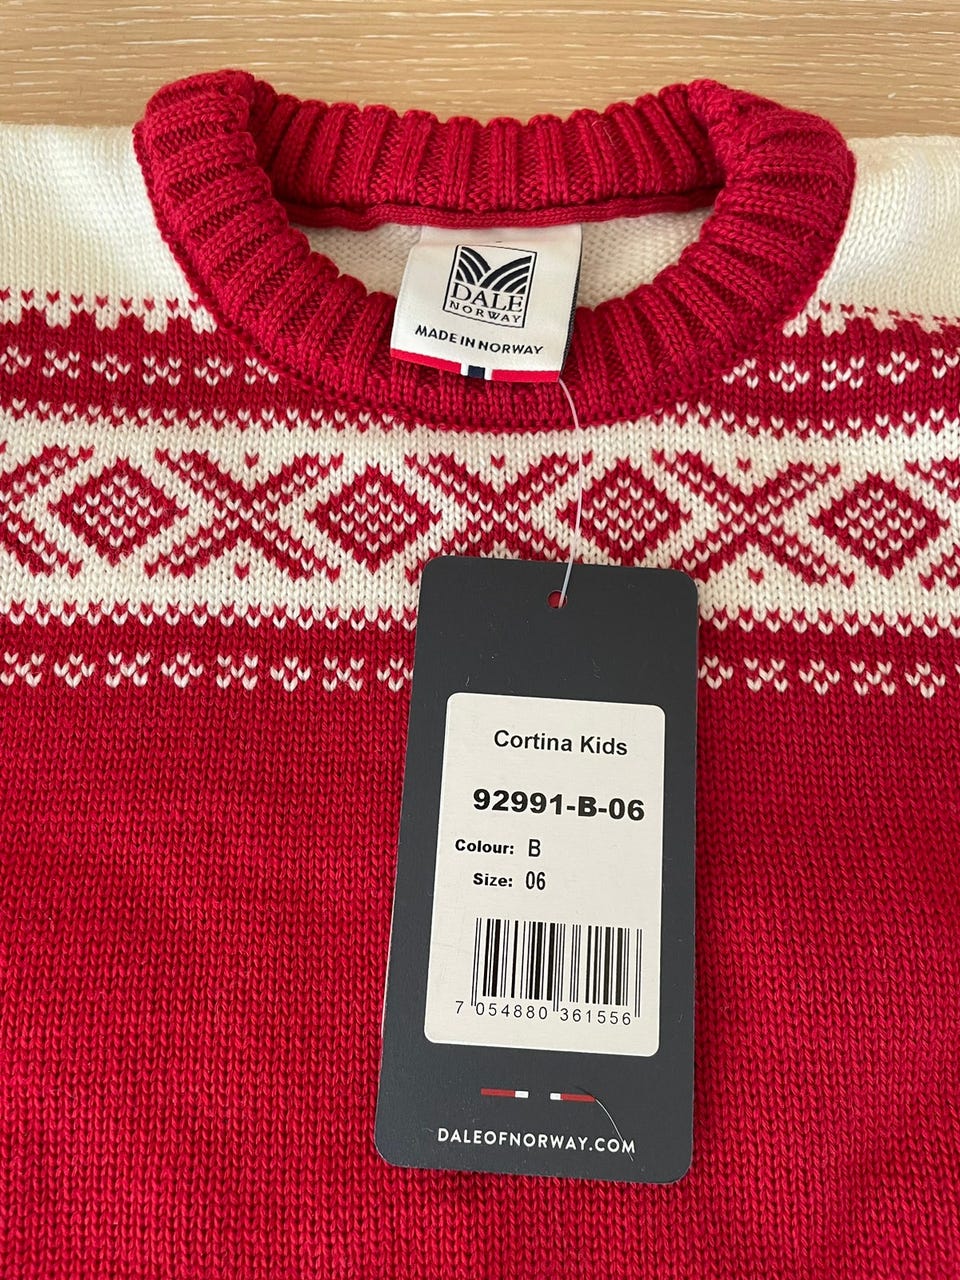 DALE
NORWAY
MADE IN NORWAY
Cortina Kids
92991-B-06
Colour: B
Size: 06
7 054880 361556
DALEOFNORWAY.COM